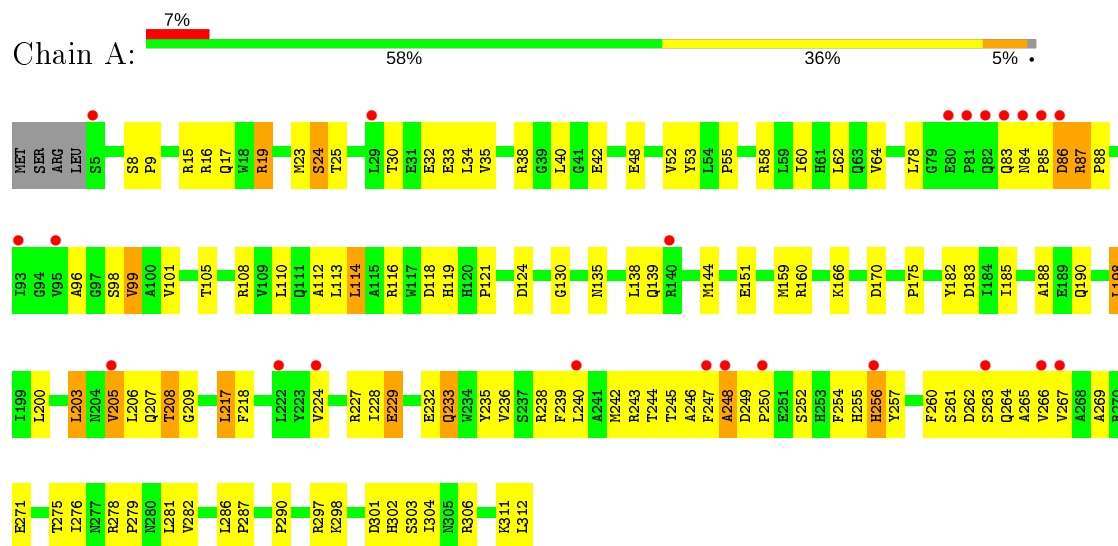 7%
Chain A:
58% 36% 5% •
MET SER ARG LEU S5 S8 P9 R15 R16 Q17 W18 R19 M23 S24 T25 L29 T30 E31 E32 E33 L34 V35 R38 G39 L40 G41 E42 E48 V52 Y53 L54 P55 R58 L59 I60 H61 L62 Q63 V64 L78 G79 E80 P81 Q82 Q83 N84 P85 D86 R87 P88
I93 G94 V95 A96 G97 S98 V99 A100 V101 T105 R108 V109 L110 Q111 A112 L113 L114 A115 R116 W117 D118 H119 H120 P121 D124 G130 N135 L138 Q139 R140 M144 E151 M159 R160 K166 D170 P175 Y182 D183 I184 I185 A188 E189 Q190 L198
I199 L200 L203 N204 V205 L206 Q207 T208 G209 L217 F218 L222 Y223 V224 R227 L228 E229 E232 Q233 W234 Y235 V236 S237 R238 F239 L240 A241 M242 R243 T244 T245 A246 F247 A248 D249 P250 E251 S252 H253 F254 H255 H256 Y257 F260 S261 D262 S263 Q264 A265 V266 V267 A268 A269 R270
E271 T275 I276 N277 R278 P279 N280 L281 V282 L286 P287 P290 R297 K298 D301 H302 S303 I304 N305 R306 K311 L312